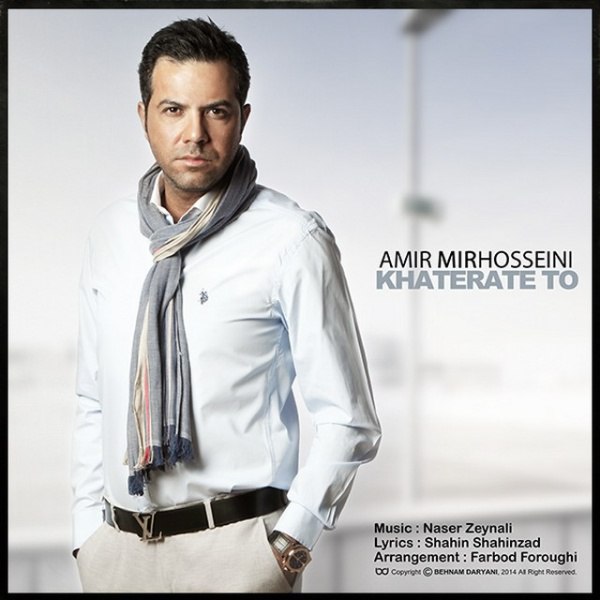 AMIR MIRHOSSEINI
KHATERATE TO
Music : Naser Zeynali
Lyrics : Shahin Shahinzad
Arrangement : Farbod Foroughi
Copyright © BEHNAM DARYANI, 2014 All Right Reserved.
LV